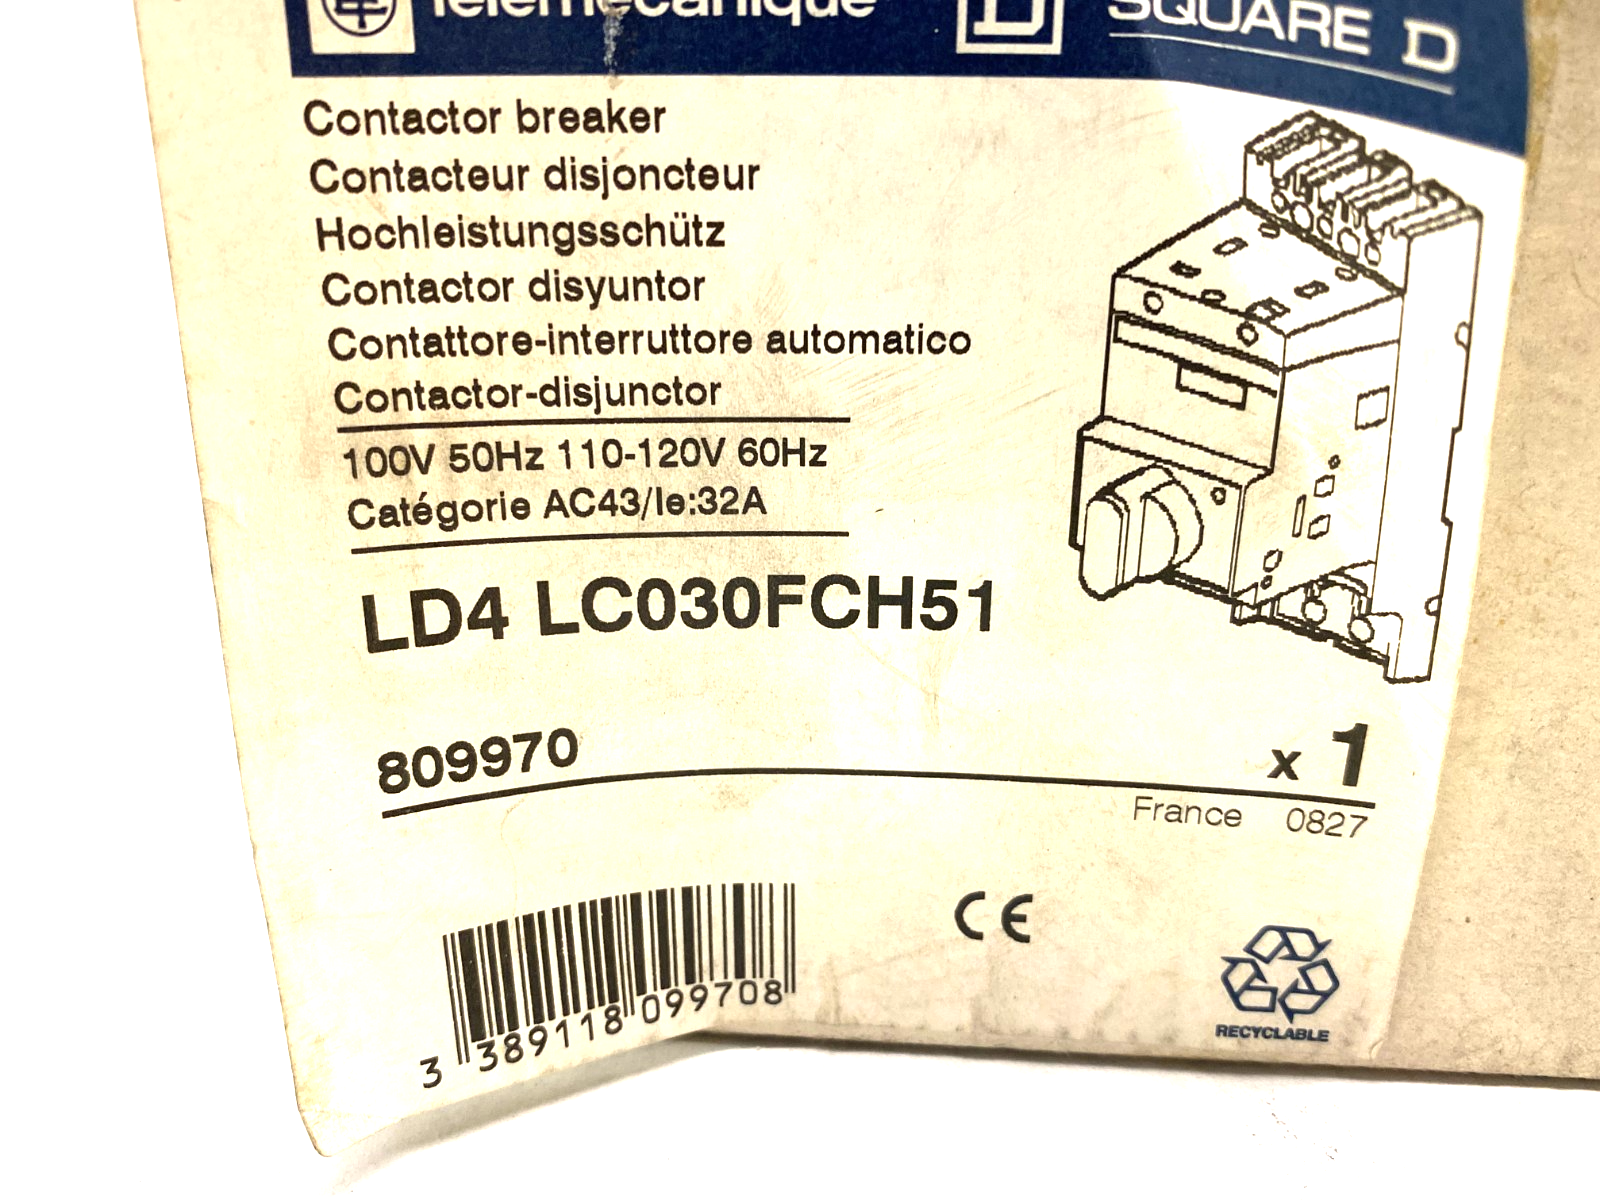 Telemecanique
SQUARE D
Contactor breaker
Contacteur disjoncteur
Hochleistungsschütz
Contactor disyuntor
Contattore-interruttore automatico
Contactor-disjunctor
100V 50Hz 110-120V 60Hz
Catégorie AC43/Ie:32A
LD4 LC030FCH51
809970
x 1
France 0827
CE
3 389118 099708
RECYCLABLE